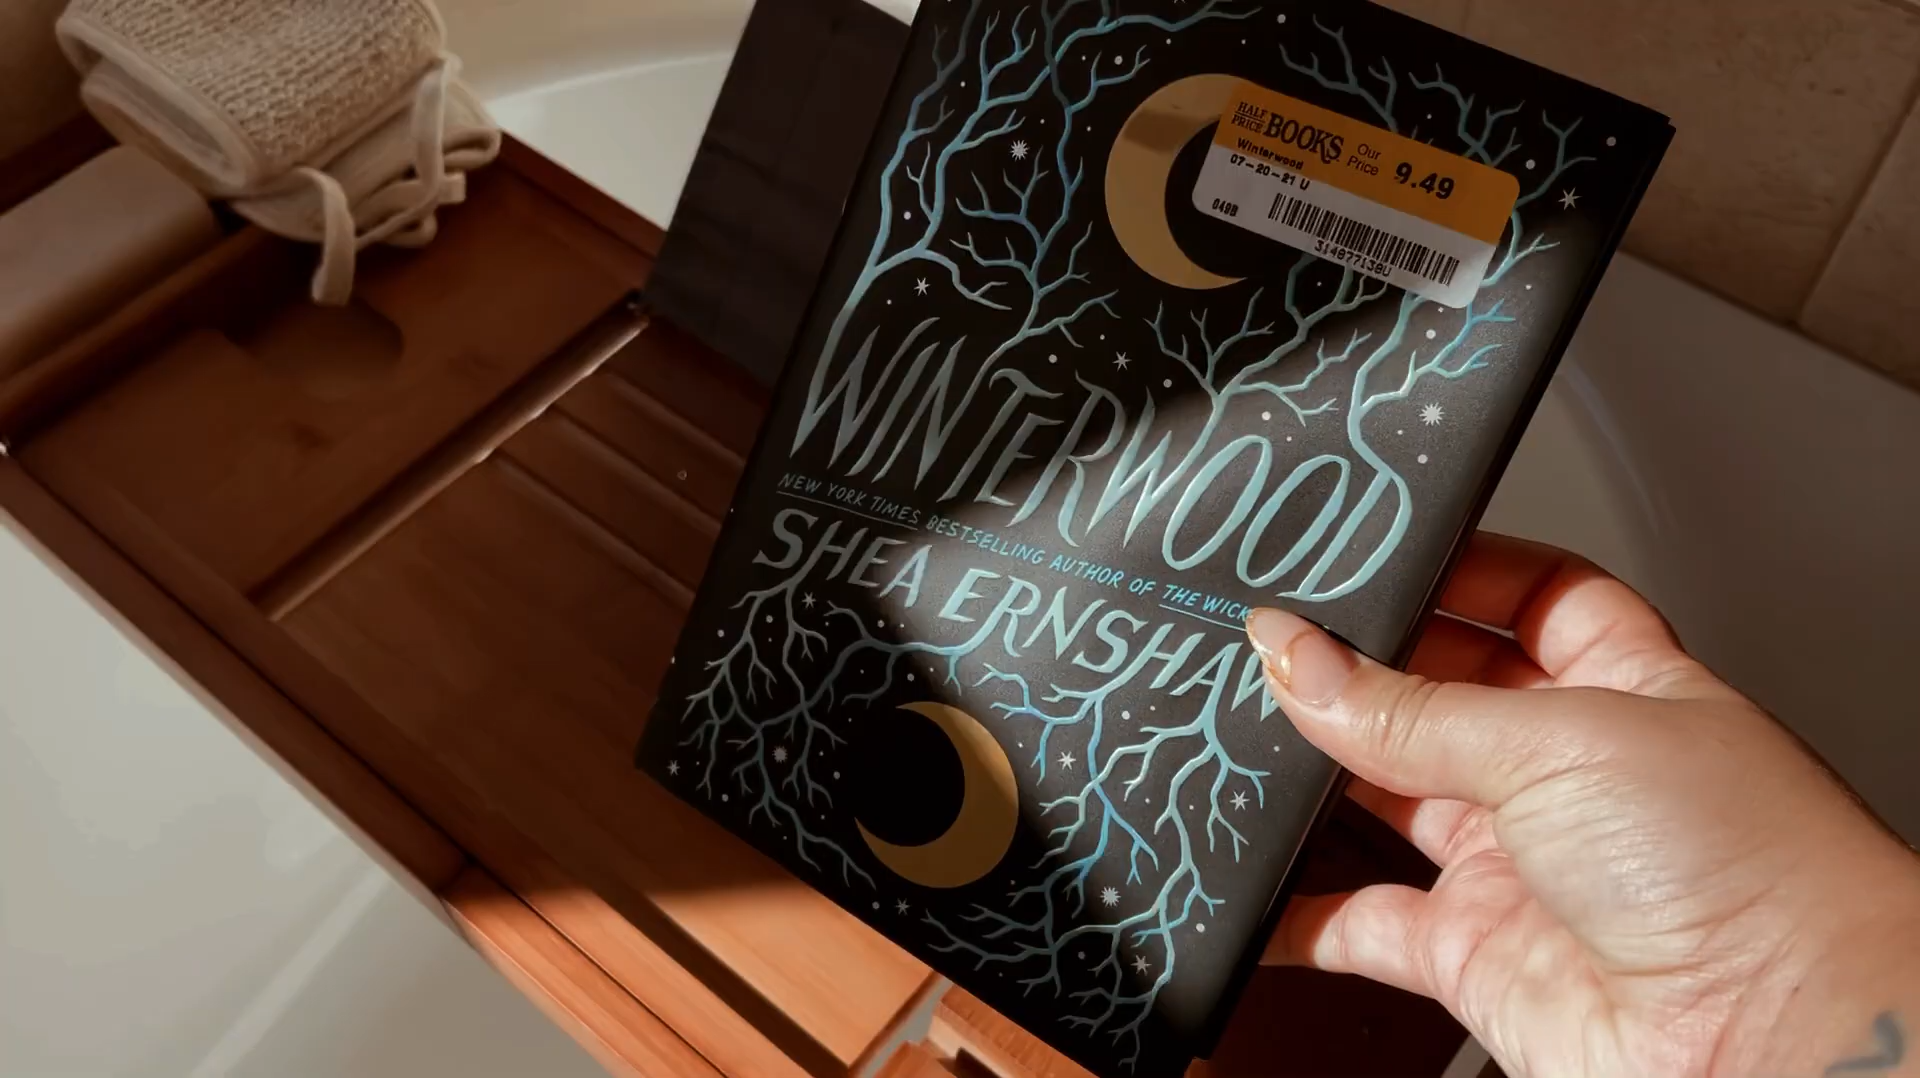 HALF PRICE BOOKS Our Price 9.49
Winterwood
07-20-21 U
049B
314877138U
WINTERWOOD
NEW YORK TIMES BESTSELLING AUTHOR OF THE WICK
SHEA ERNSHAW